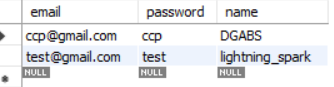 email password name
ccp@gmail.com ccp DGABS
test@gmail.com test lightning_spark
NULL NULL NULL